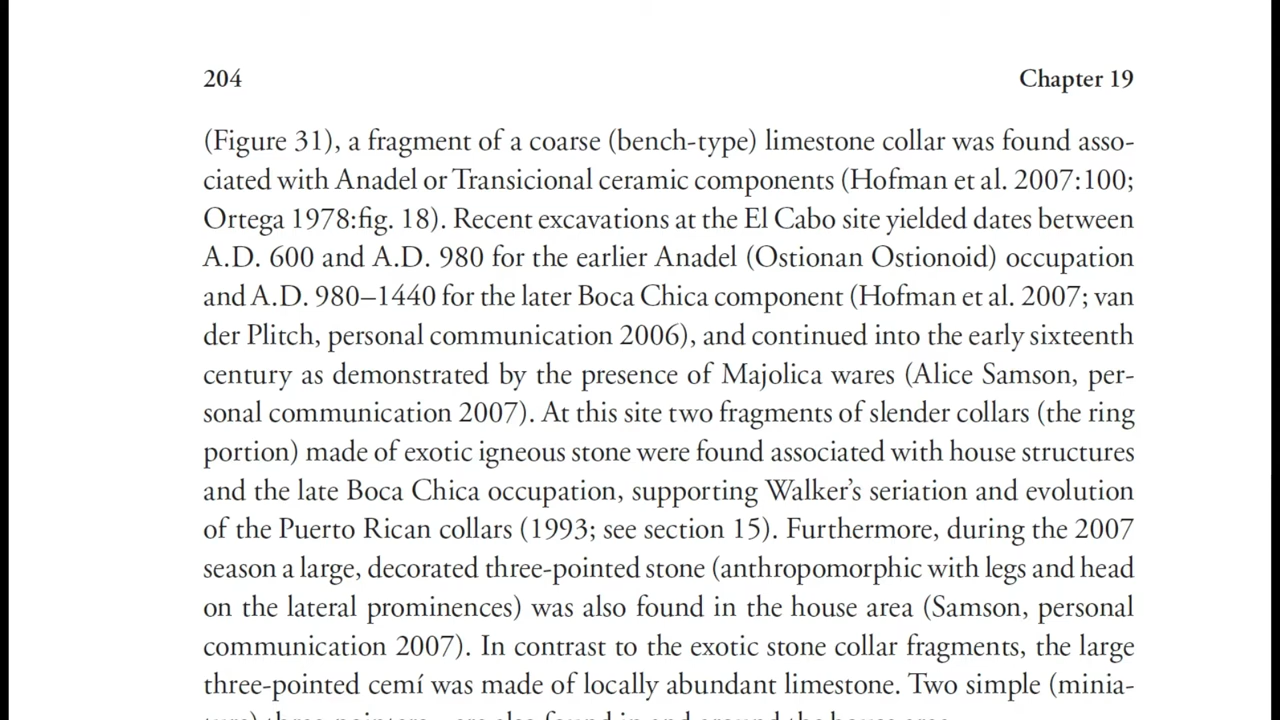 204 Chapter 19
(Figure 31), a fragment of a coarse (bench-type) limestone collar was found asso-
ciated with Anadel or Transicional ceramic components (Hofman et al. 2007:100;
Ortega 1978:fig. 18). Recent excavations at the El Cabo site yielded dates between
A.D. 600 and A.D. 980 for the earlier Anadel (Ostionan Ostionoid) occupation
and A.D. 980–1440 for the later Boca Chica component (Hofman et al. 2007; van
der Plitch, personal communication 2006), and continued into the early sixteenth
century as demonstrated by the presence of Majolica wares (Alice Samson, per-
sonal communication 2007). At this site two fragments of slender collars (the ring
portion) made of exotic igneous stone were found associated with house structures
and the late Boca Chica occupation, supporting Walker's seriation and evolution
of the Puerto Rican collars (1993; see section 15). Furthermore, during the 2007
season a large, decorated three-pointed stone (anthropomorphic with legs and head
on the lateral prominences) was also found in the house area (Samson, personal
communication 2007). In contrast to the exotic stone collar fragments, the large
three-pointed cemí was made of locally abundant limestone. Two simple (minia-